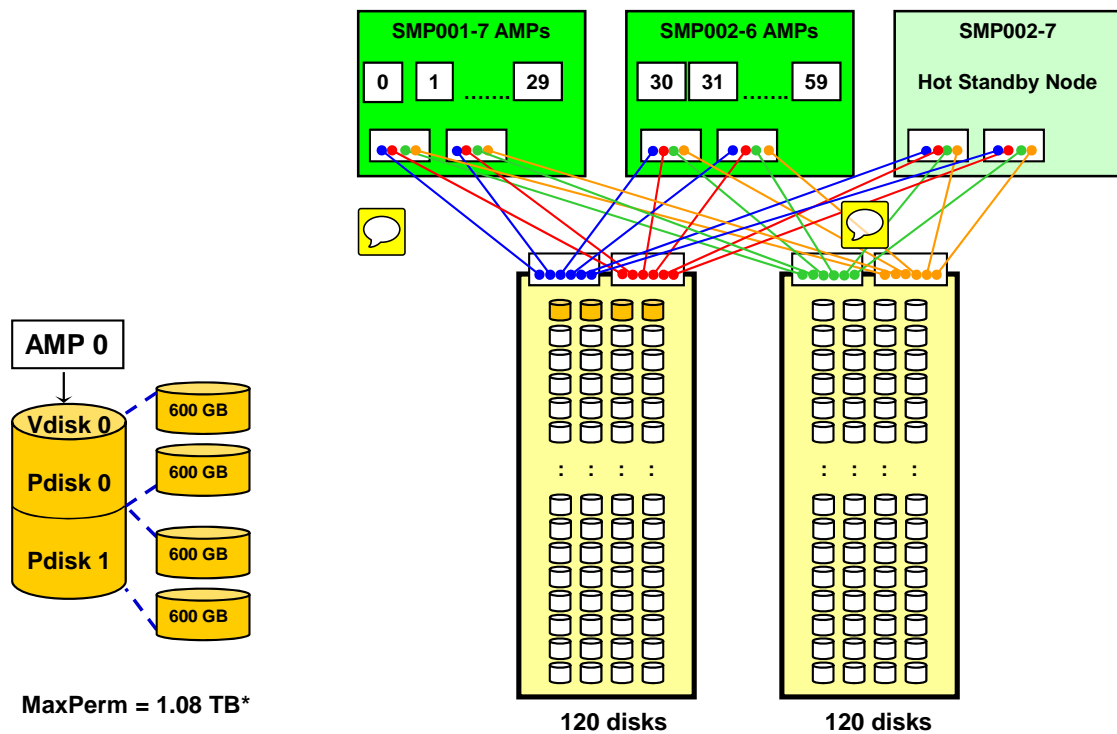 SMP001-7 AMPs
0 1 ....... 29
SMP002-6 AMPs
30 31 ....... 59
SMP002-7
Hot Standby Node
AMP 0
Vdisk 0
Pdisk 0
Pdisk 1
600 GB
600 GB
600 GB
600 GB
MaxPerm = 1.08 TB*
: : : :
120 disks
: : : :
120 disks